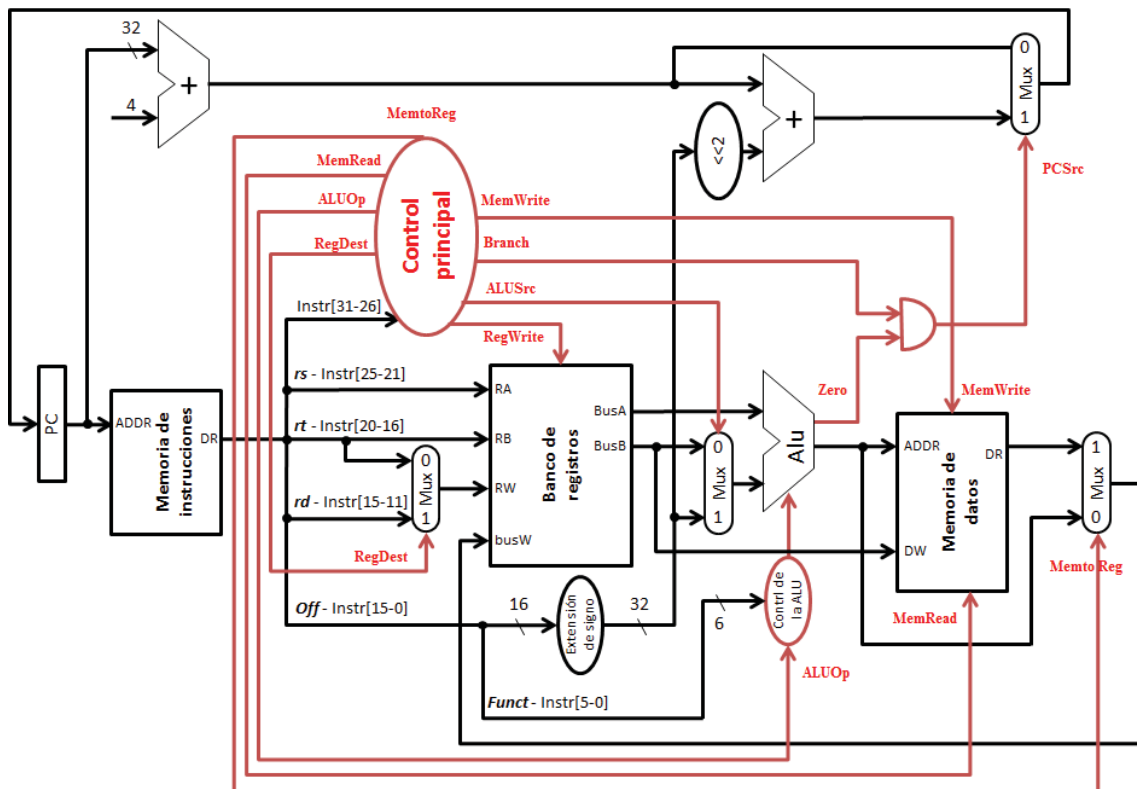 32
4
+
MemtoReg
MemRead
ALUOp
RegDest
Control
principal
MemWrite
Branch
ALUSrc
RegWrite
<<2
+
0
Mux
1
PCSrc
Instr[31-26]
rs - Instr[25-21]
rt - Instr[20-16]
rd - Instr[15-11]
0
Mux
1
RegDest
PC
ADDR
Memoria de
instrucciones
DR
RA
RB
RW
busW
Banco de
registros
BusA
BusB
0
Mux
1
Alu
Zero
MemWrite
ADDR
DR
Memoria de
datos
DW
1
Mux
0
Memto Reg
MemRead
Off - Instr[15-0]
16
Extensión
de signo
32
6
Contrl de
la ALU
ALUOp
Funct - Instr[5-0]